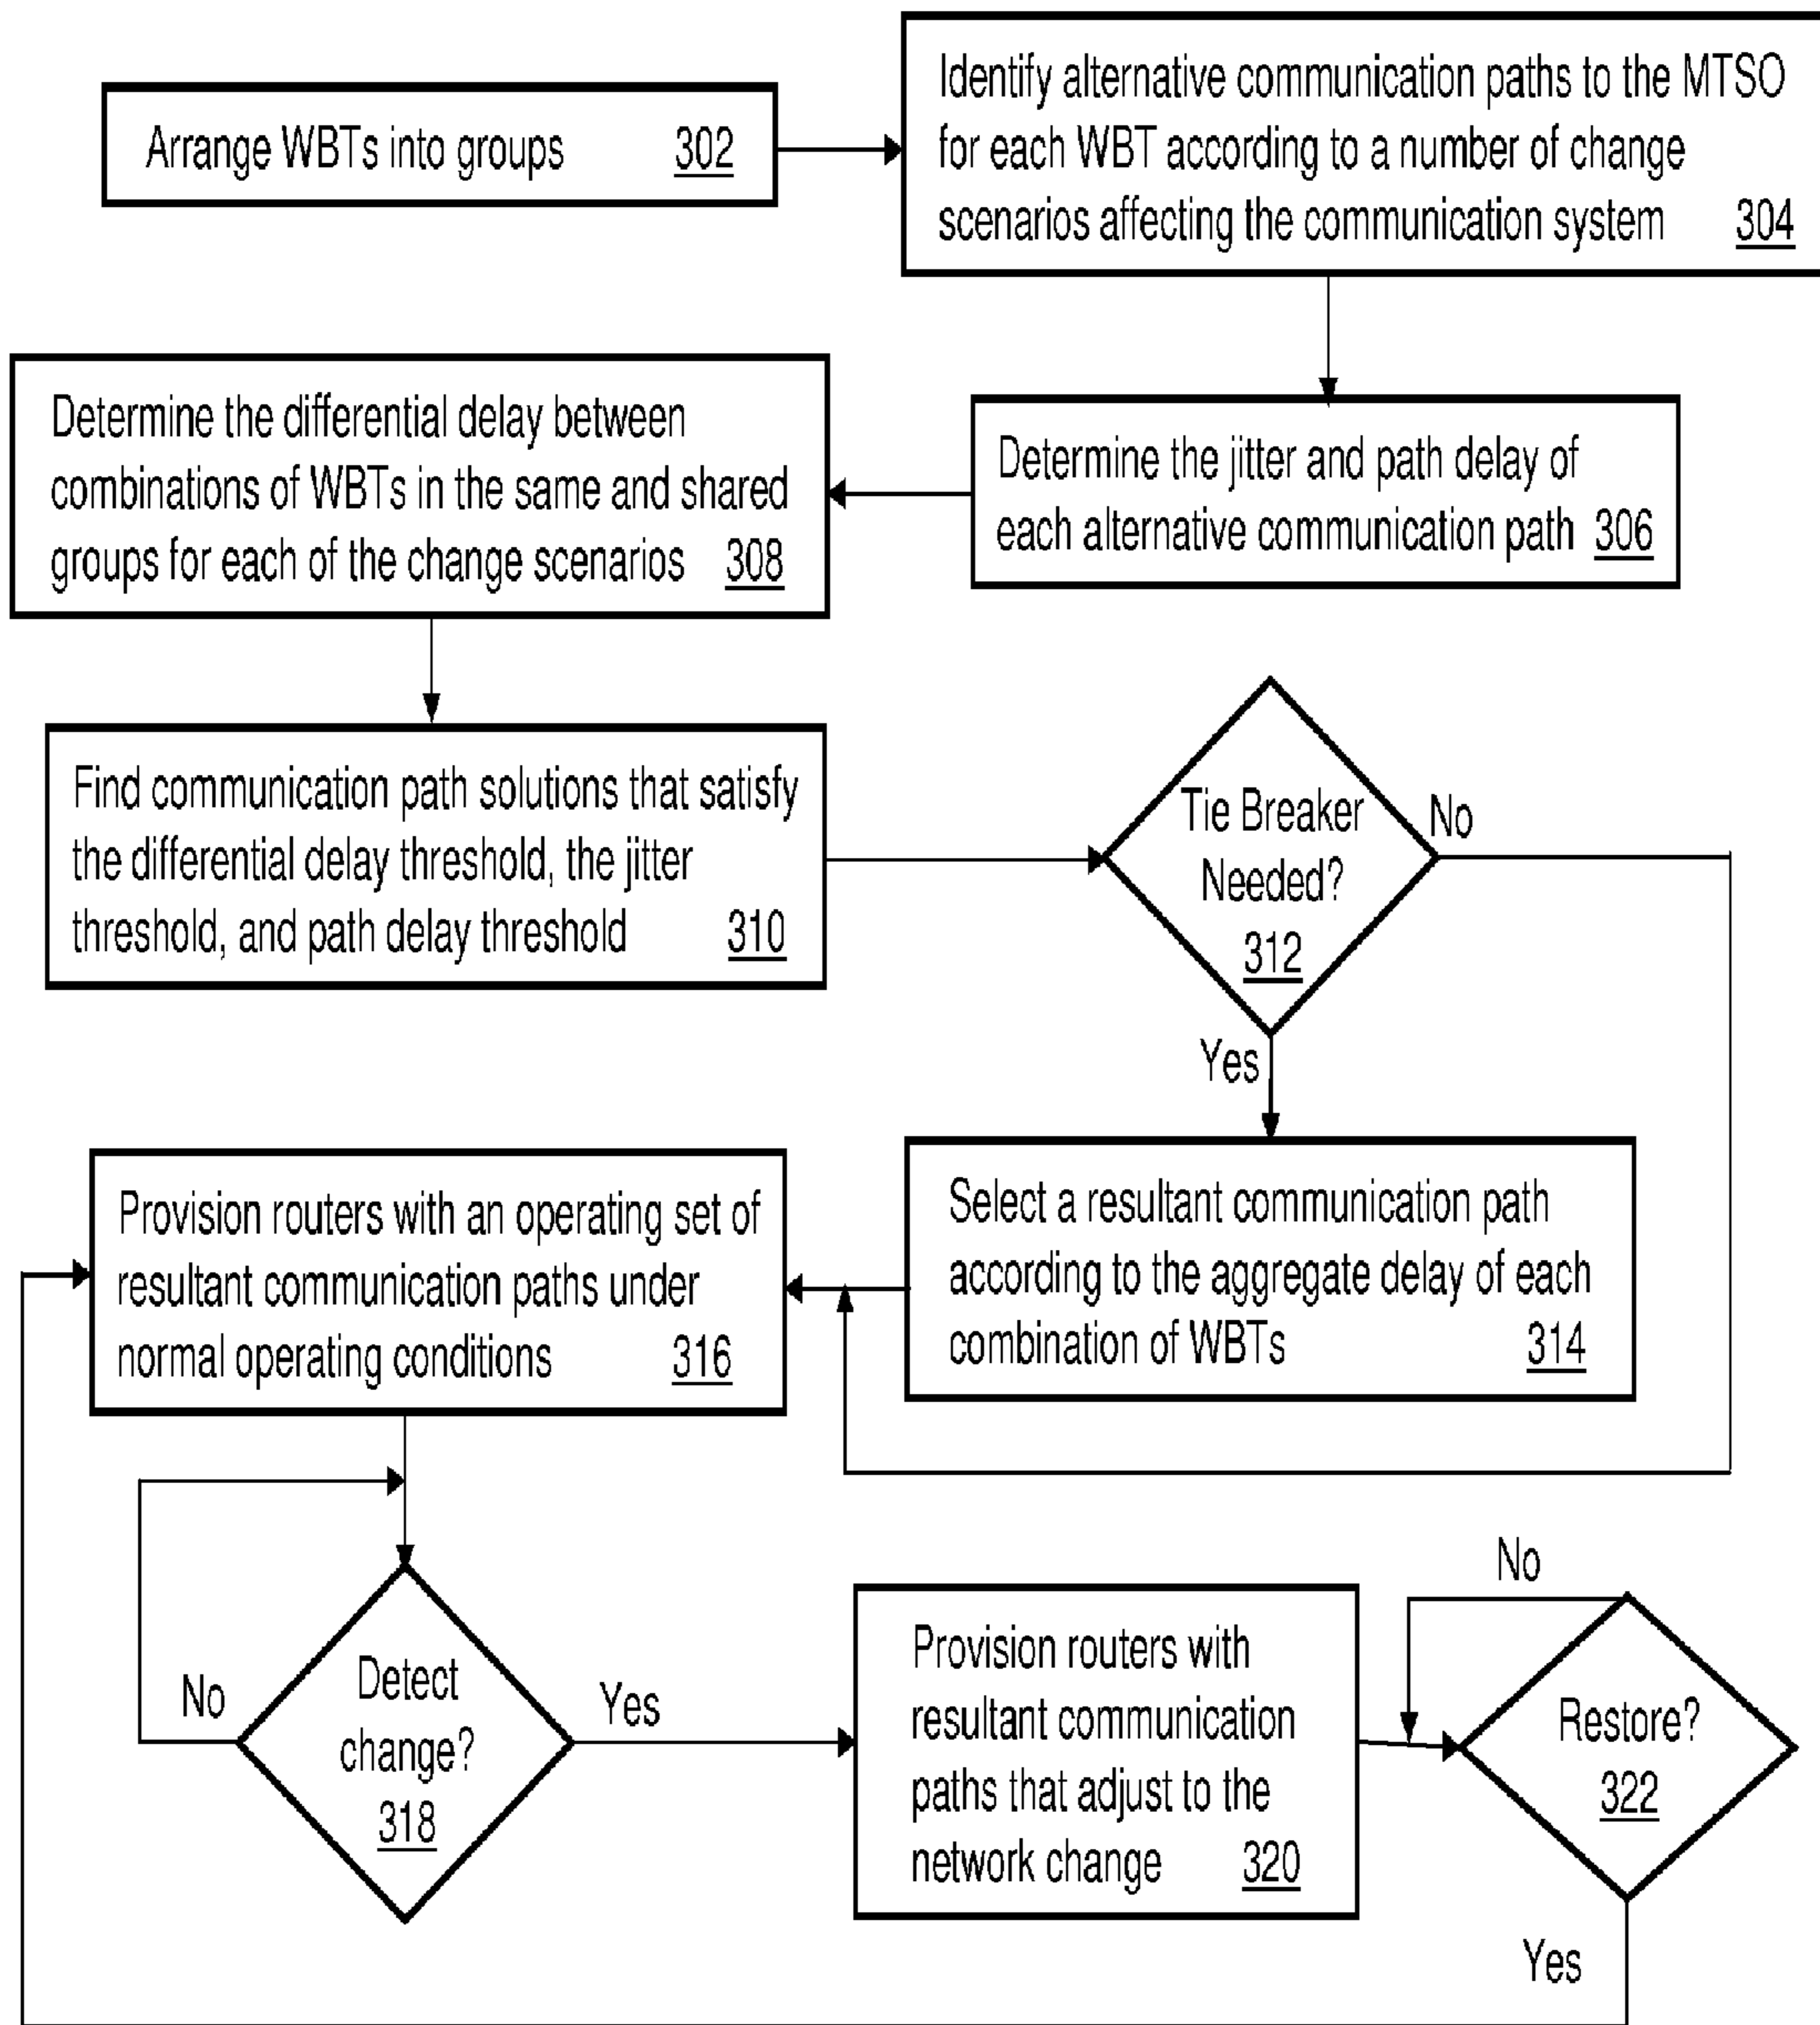 Arrange WBTs into groups 302
Identify alternative communication paths to the MTSO
for each WBT according to a number of change
scenarios affecting the communication system 304
Determine the jitter and path delay of
each alternative communication path 306
Determine the differential delay between
combinations of WBTs in the same and shared
groups for each of the change scenarios 308
Find communication path solutions that satisfy
the differential delay threshold, the jitter
threshold, and path delay threshold 310
Tie Breaker
Needed?
312
No
Yes
Select a resultant communication path
according to the aggregate delay of each
combination of WBTs 314
Provision routers with an operating set of
resultant communication paths under
normal operating conditions 316
Detect
change?
318
No
Yes
Provision routers with
resultant communication
paths that adjust to the
network change 320
No
Restore?
322
Yes